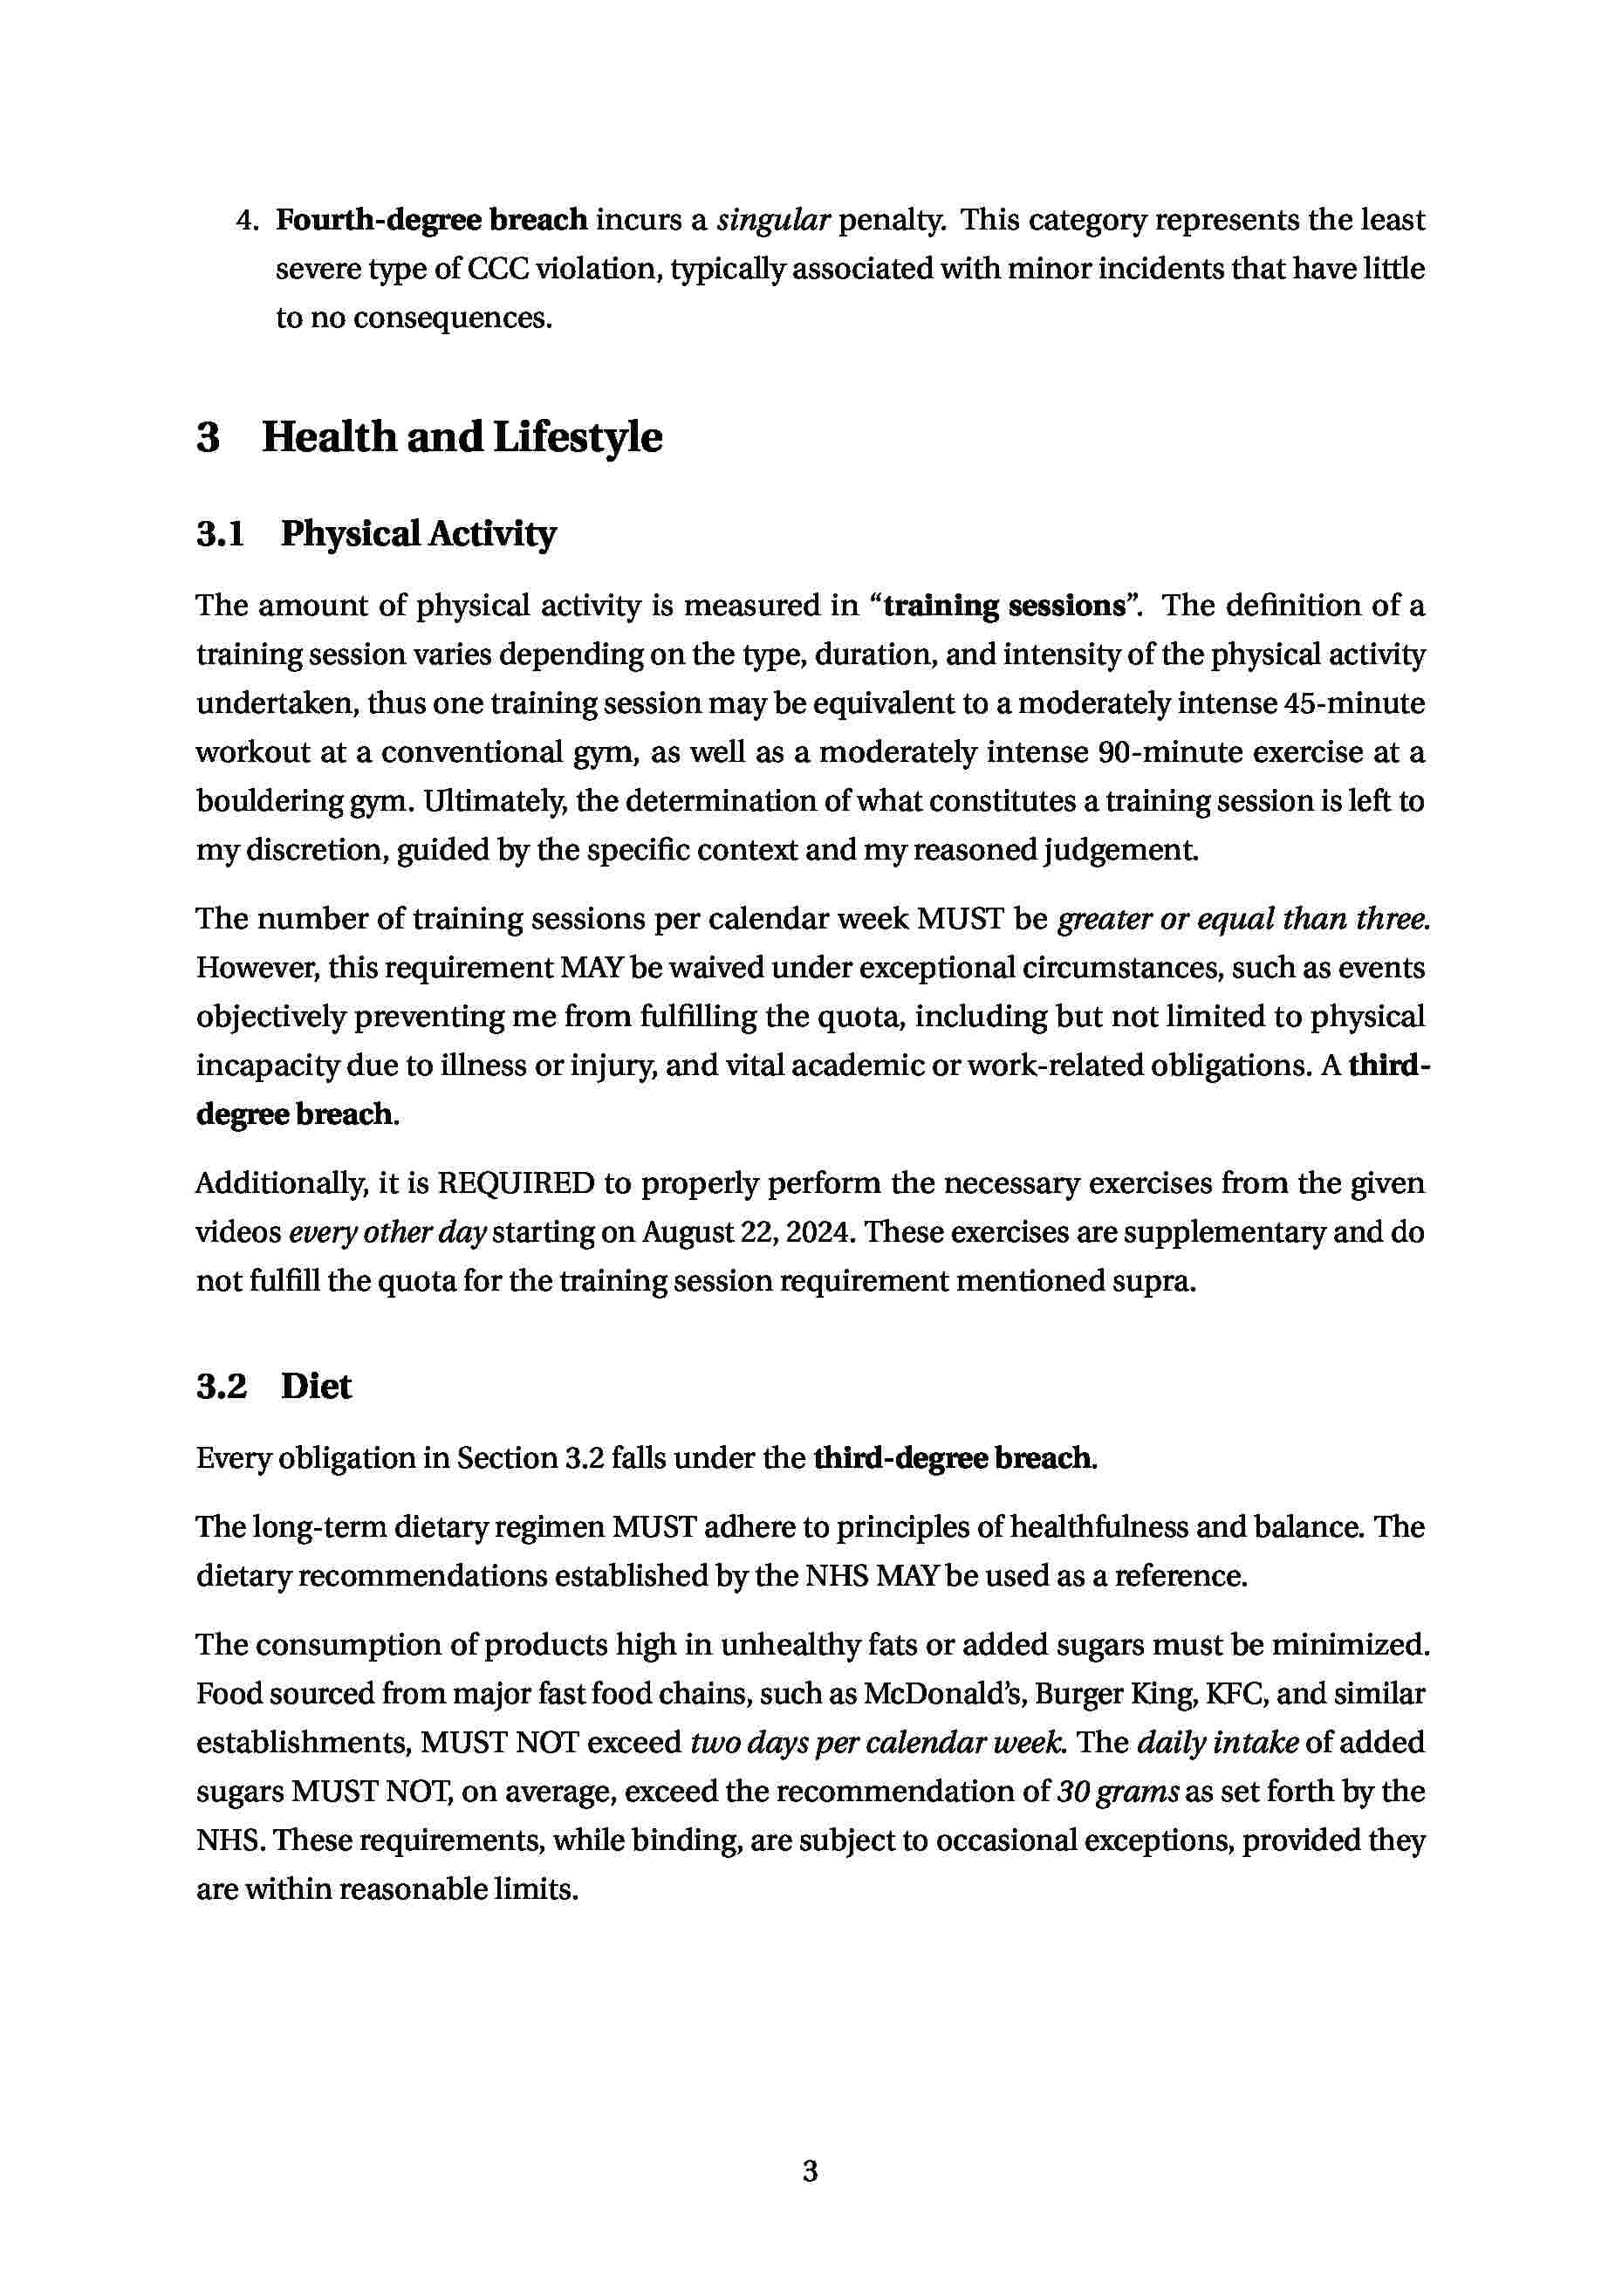 4. Fourth-degree breach incurs a singular penalty. This category represents the least
severe type of CCC violation, typically associated with minor incidents that have little
to no consequences.
3 Health and Lifestyle
3.1 Physical Activity
The amount of physical activity is measured in “training sessions”. The definition of a
training session varies depending on the type, duration, and intensity of the physical activity
undertaken, thus one training session may be equivalent to a moderately intense 45-minute
workout at a conventional gym, as well as a moderately intense 90-minute exercise at a
bouldering gym. Ultimately, the determination of what constitutes a training session is left to
my discretion, guided by the specific context and my reasoned judgement.
The number of training sessions per calendar week MUST be greater or equal than three.
However, this requirement MAY be waived under exceptional circumstances, such as events
objectively preventing me from fulfilling the quota, including but not limited to physical
incapacity due to illness or injury, and vital academic or work-related obligations. A third-
degree breach.
Additionally, it is REQUIRED to properly perform the necessary exercises from the given
videos every other day starting on August 22, 2024. These exercises are supplementary and do
not fulfill the quota for the training session requirement mentioned supra.
3.2 Diet
Every obligation in Section 3.2 falls under the third-degree breach.
The long-term dietary regimen MUST adhere to principles of healthfulness and balance. The
dietary recommendations established by the NHS MAY be used as a reference.
The consumption of products high in unhealthy fats or added sugars must be minimized.
Food sourced from major fast food chains, such as McDonald’s, Burger King, KFC, and similar
establishments, MUST NOT exceed two days per calendar week. The daily intake of added
sugars MUST NOT, on average, exceed the recommendation of 30 grams as set forth by the
NHS. These requirements, while binding, are subject to occasional exceptions, provided they
are within reasonable limits.
3